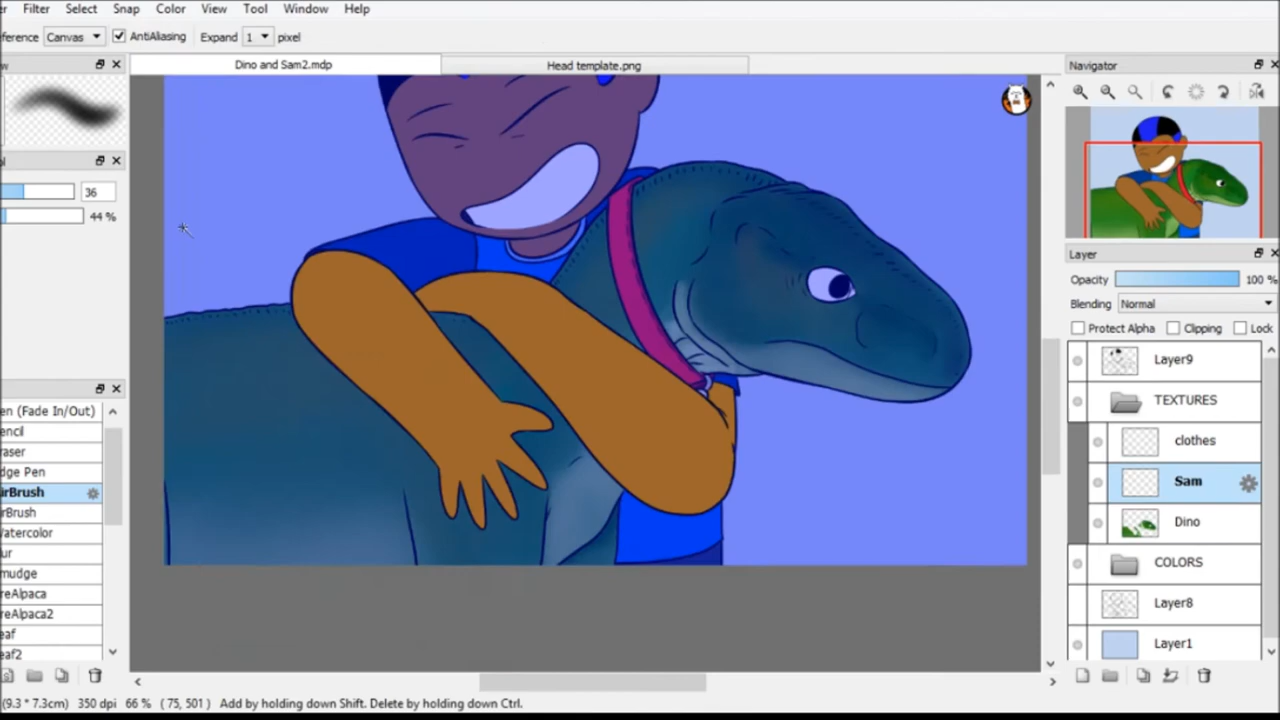 er Filter Select Snap Color View Tool Window Help
ference Canvas AntiAliasing Expand 1 pixel
Dino and Sam2.mdp Head template.png
w
Navigator
ol
36
44 %
Layer
Opacity 100 %
Blending Normal
Protect Alpha Clipping Lock
Layer9
TEXTURES
clothes
Sam
Dino
COLORS
Layer8
Layer1
en (Fade In/Out)
encil
raser
dge Pen
irBrush
irBrush
Watercolor
ur
mudge
reAlpaca
reAlpaca2
eaf
eaf2
(9.3 * 7.3cm) 350 dpi 66 % ( 75, 501 ) Add by holding down Shift. Delete by holding down Ctrl.